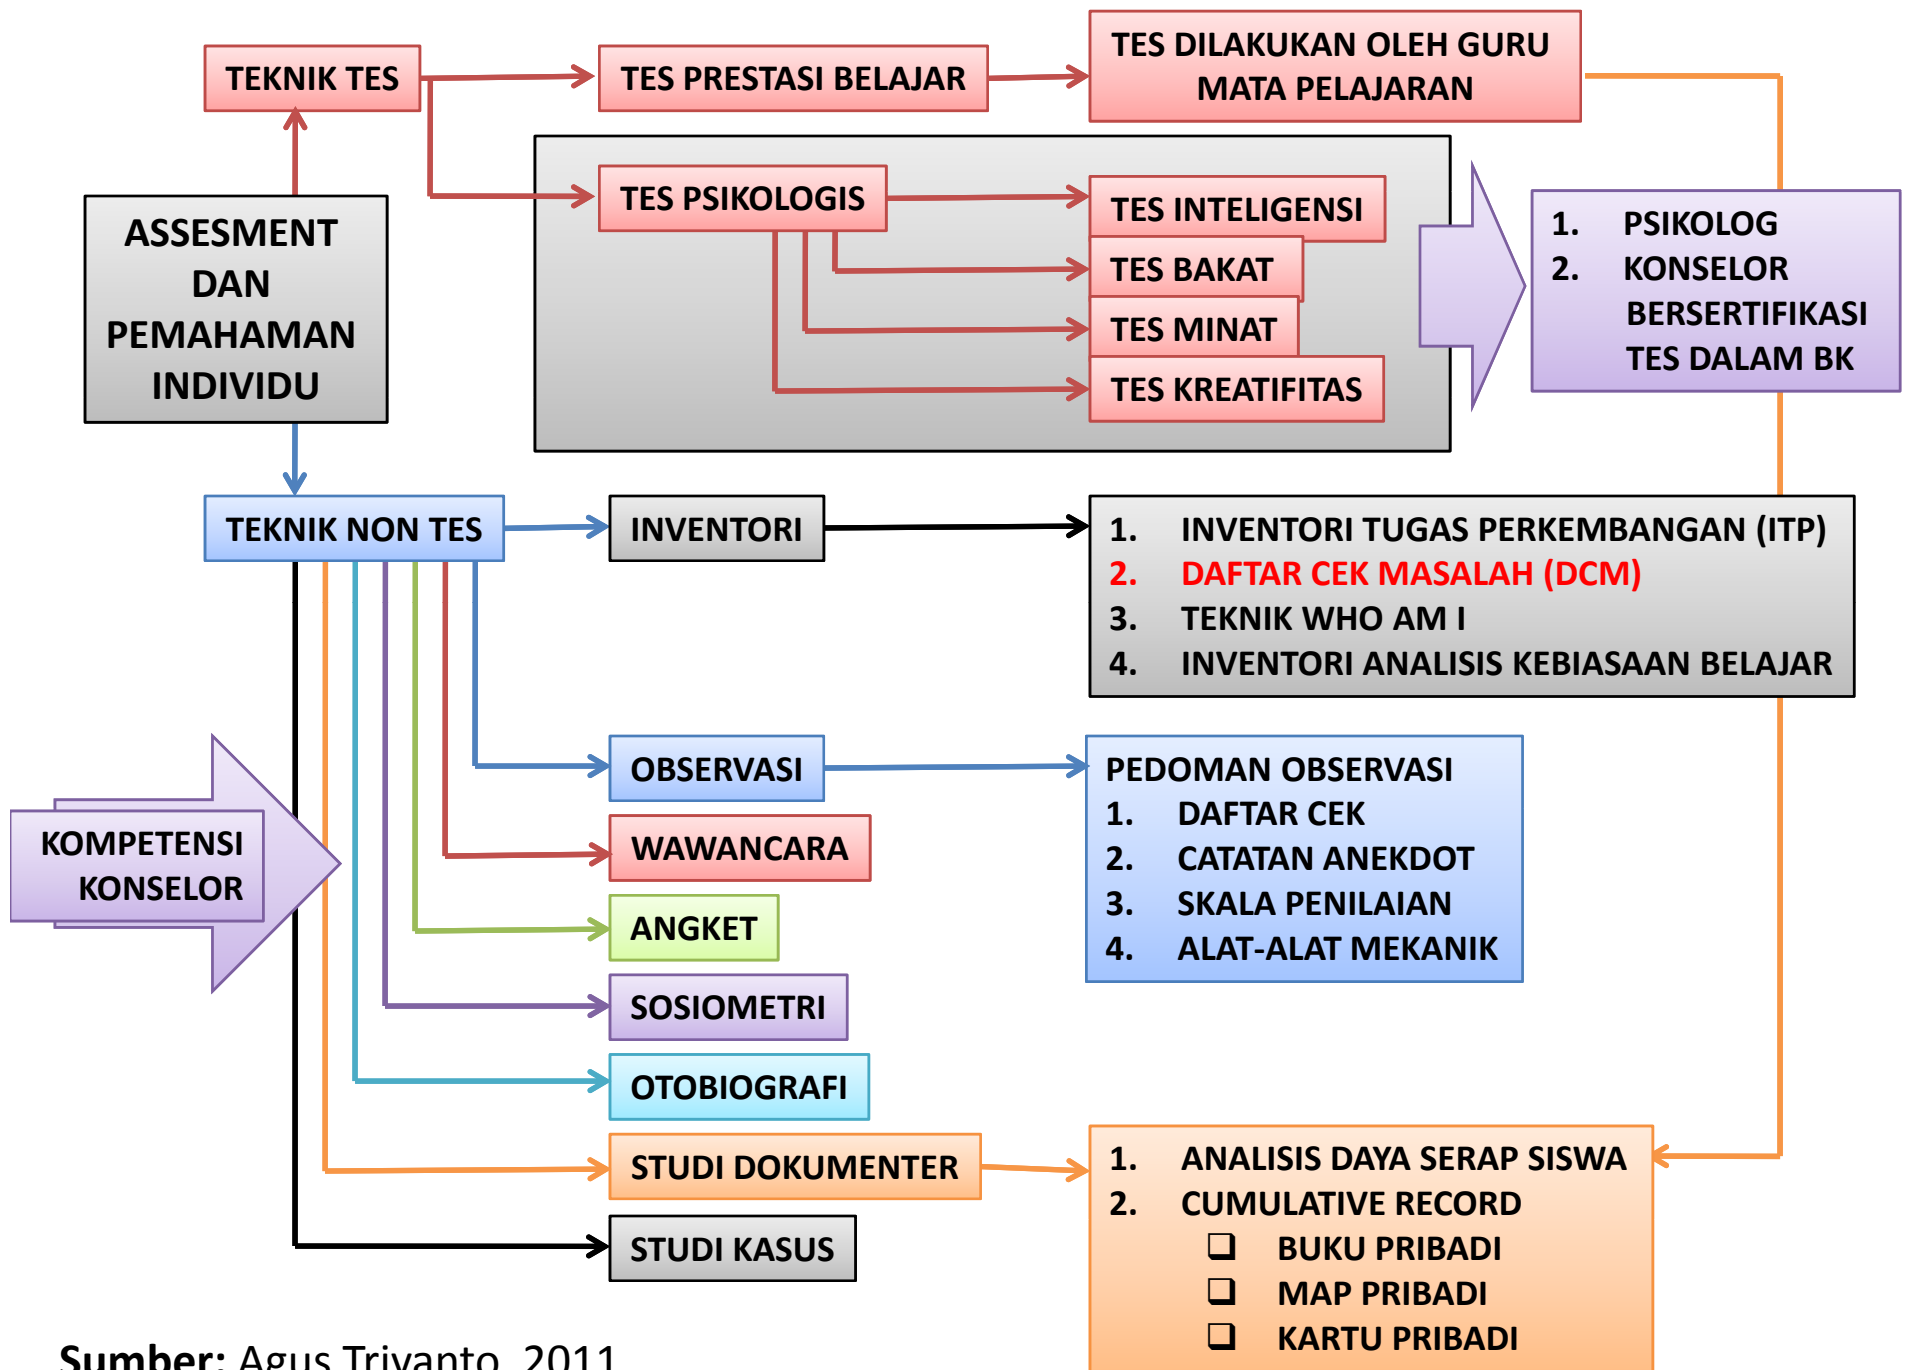 TEKNIK TES
TES PRESTASI BELAJAR
TES DILAKUKAN OLEH GURU
MATA PELAJARAN
ASSESMENT
DAN
PEMAHAMAN
INDIVIDU
TES PSIKOLOGIS
TES INTELIGENSI
TES BAKAT
TES MINAT
TES KREATIFITAS
1. PSIKOLOG
2. KONSELOR
BERSERTIFIKASI
TES DALAM BK
TEKNIK NON TES
INVENTORI
1. INVENTORI TUGAS PERKEMBANGAN (ITP)
2. DAFTAR CEK MASALAH (DCM)
3. TEKNIK WHO AM I
4. INVENTORI ANALISIS KEBIASAAN BELAJAR
KOMPETENSI
KONSELOR
OBSERVASI
PEDOMAN OBSERVASI
1. DAFTAR CEK
2. CATATAN ANEKDOT
3. SKALA PENILAIAN
4. ALAT-ALAT MEKANIK
WAWANCARA
ANGKET
SOSIOMETRI
OTOBIOGRAFI
STUDI DOKUMENTER
1. ANALISIS DAYA SERAP SISWA
2. CUMULATIVE RECORD
❑ BUKU PRIBADI
❑ MAP PRIBADI
❑ KARTU PRIBADI
STUDI KASUS
Sumber: Agus Triyanto, 2011